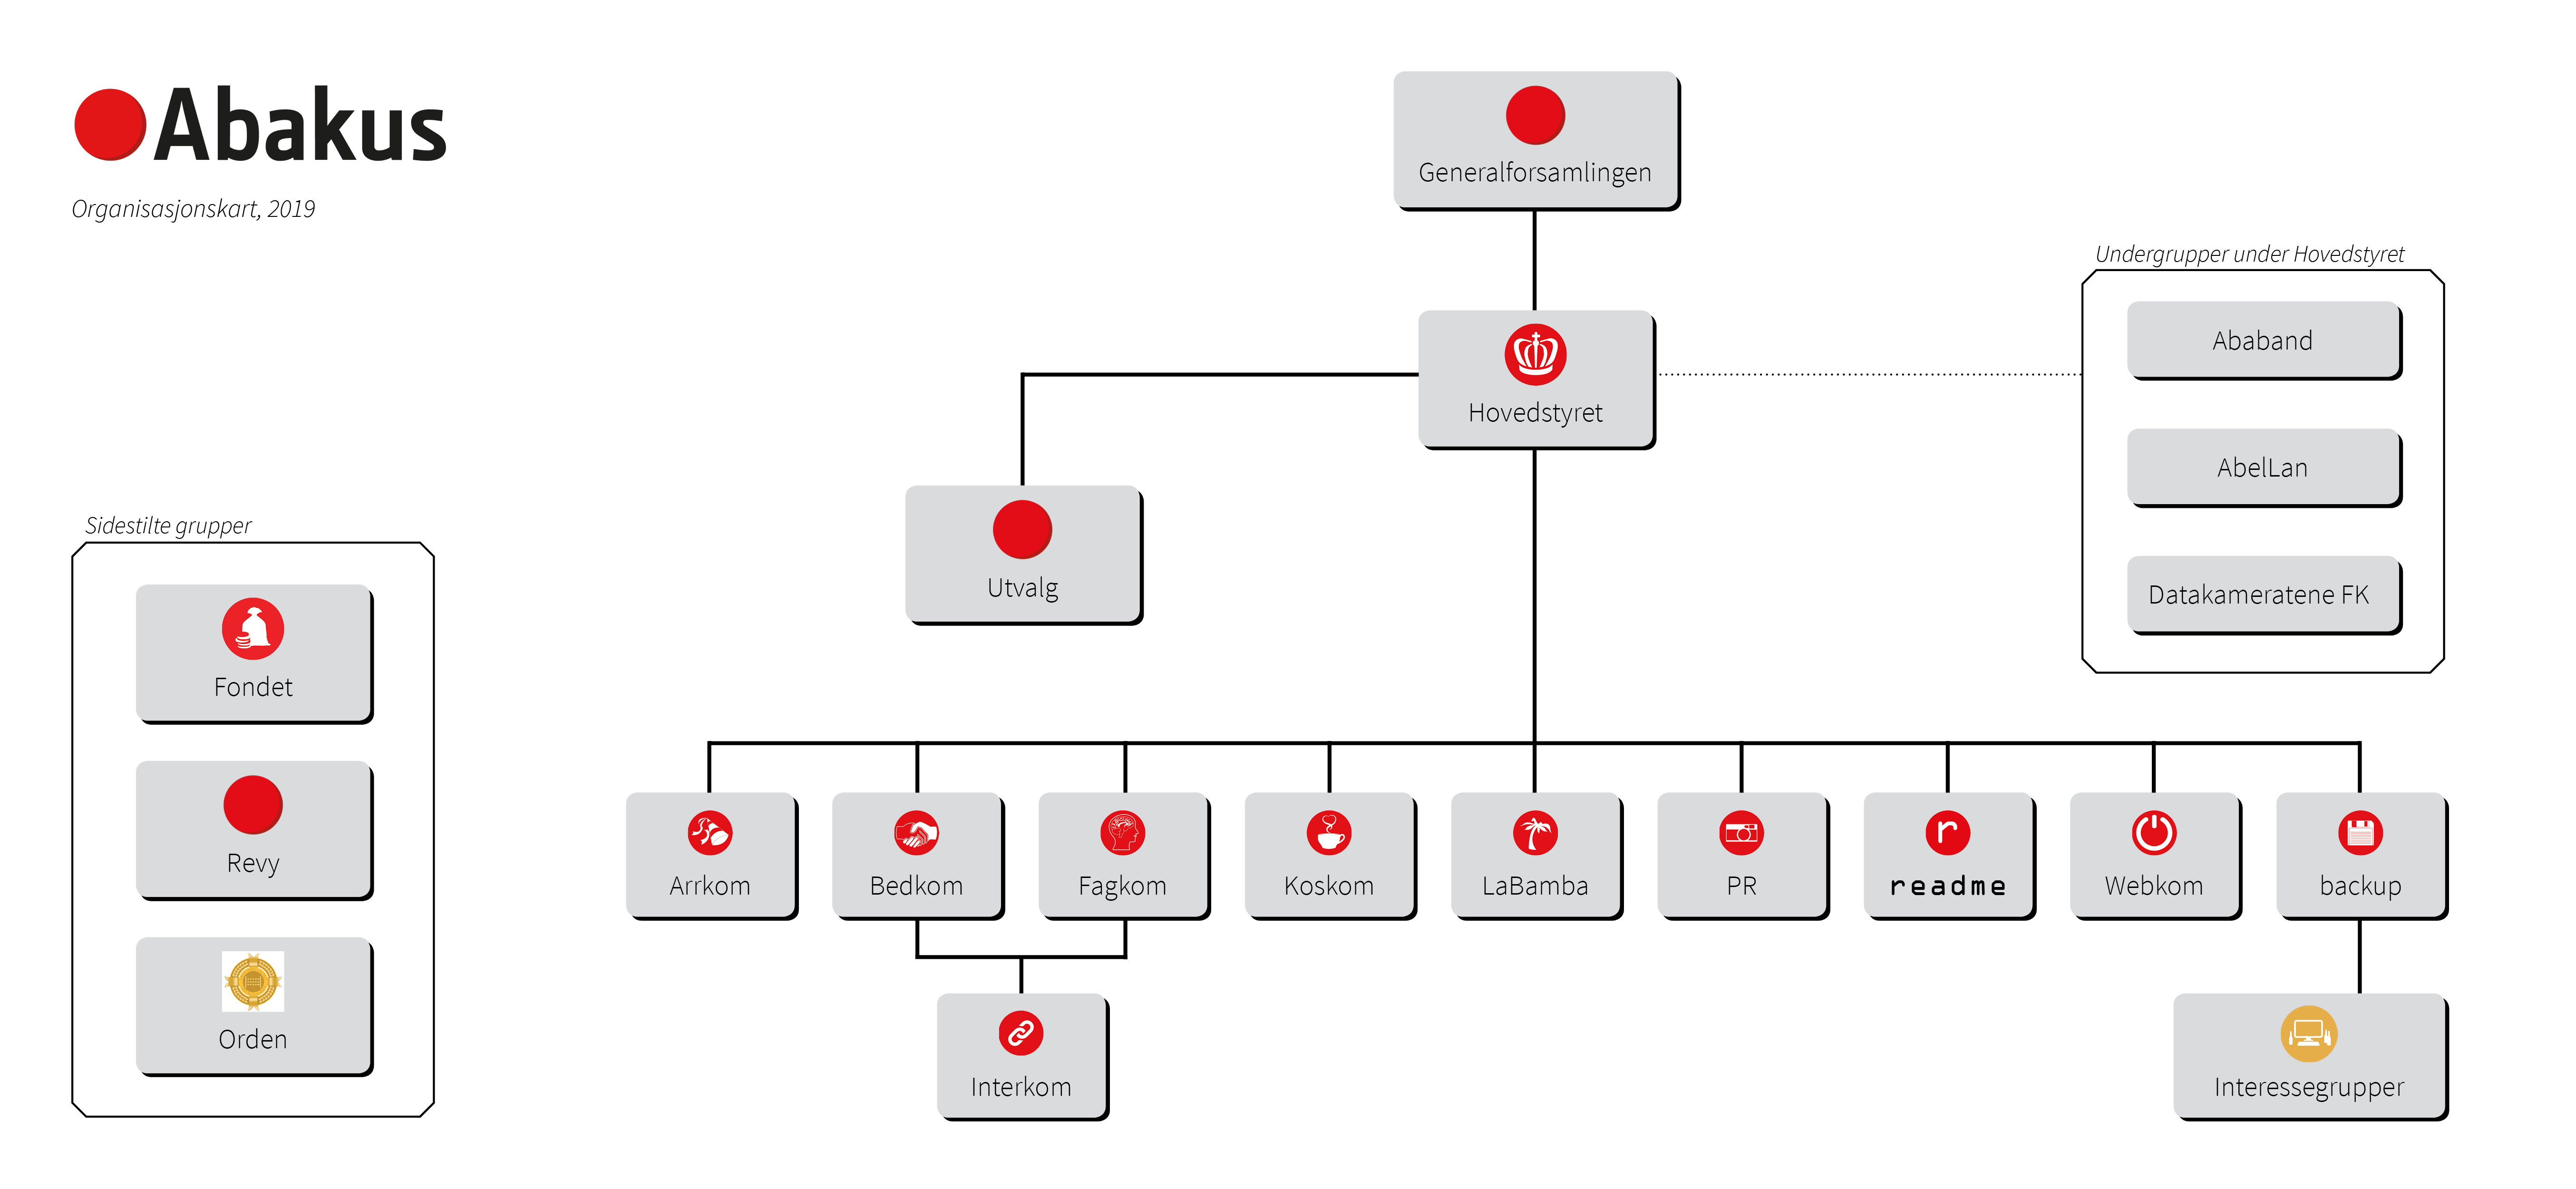 Abakus
Organisasjonskart, 2019
Generalforsamlingen
Undergrupper under Hovedstyret
Ababand
Hovedstyret
AbelLan
Sidestilte grupper
Utvalg
Datakameratene FK
Fondet
Revy
Arrkom
Bedkom
Fagkom
Koskom
LaBamba
PR
r
readme
Webkom
backup
Orden
Interkom
Interessegrupper